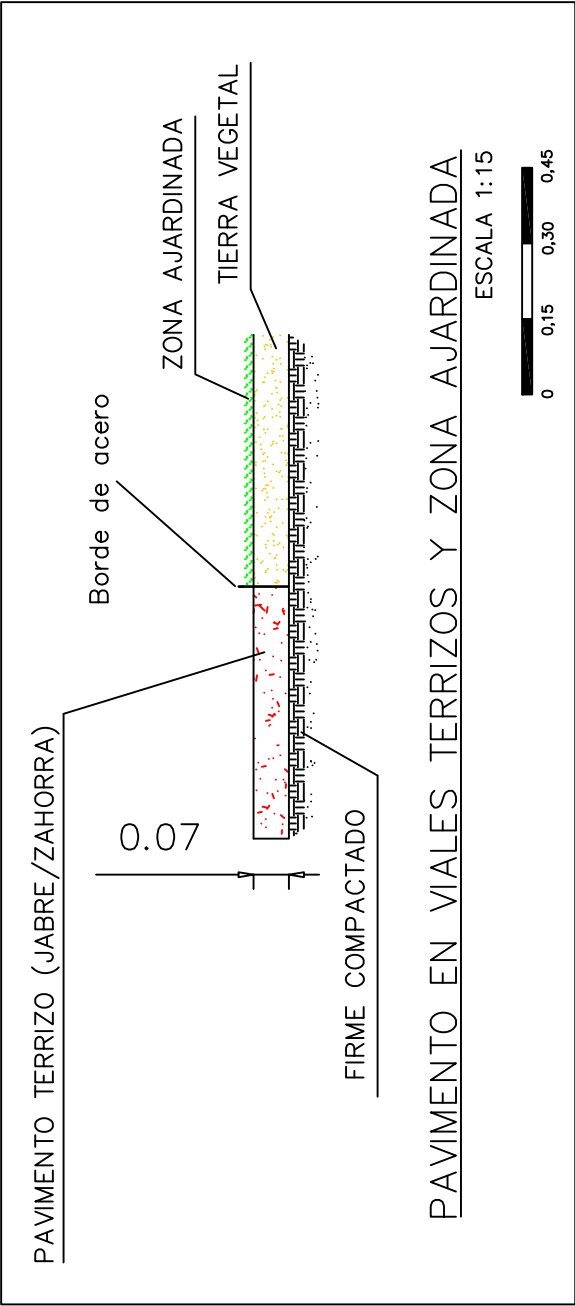 PAVIMENTO TERRIZO (JABRE/ZAHORRA)
Borde de acero
ZONA AJARDINADA
TIERRA VEGETAL
0.07
FIRME COMPACTADO
PAVIMENTO EN VIALES TERRIZOS Y ZONA AJARDINADA
ESCALA 1:15
0 0,15 0,30 0,45